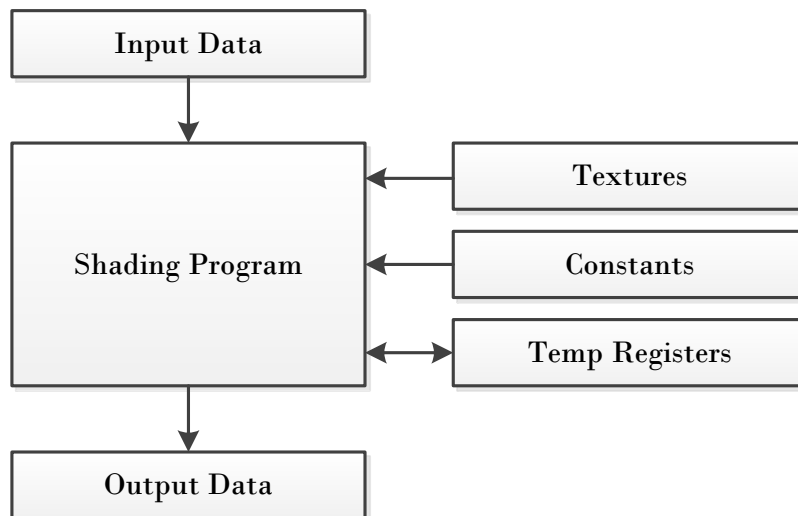 Input Data
Textures
Shading Program
Constants
Temp Registers
Output Data